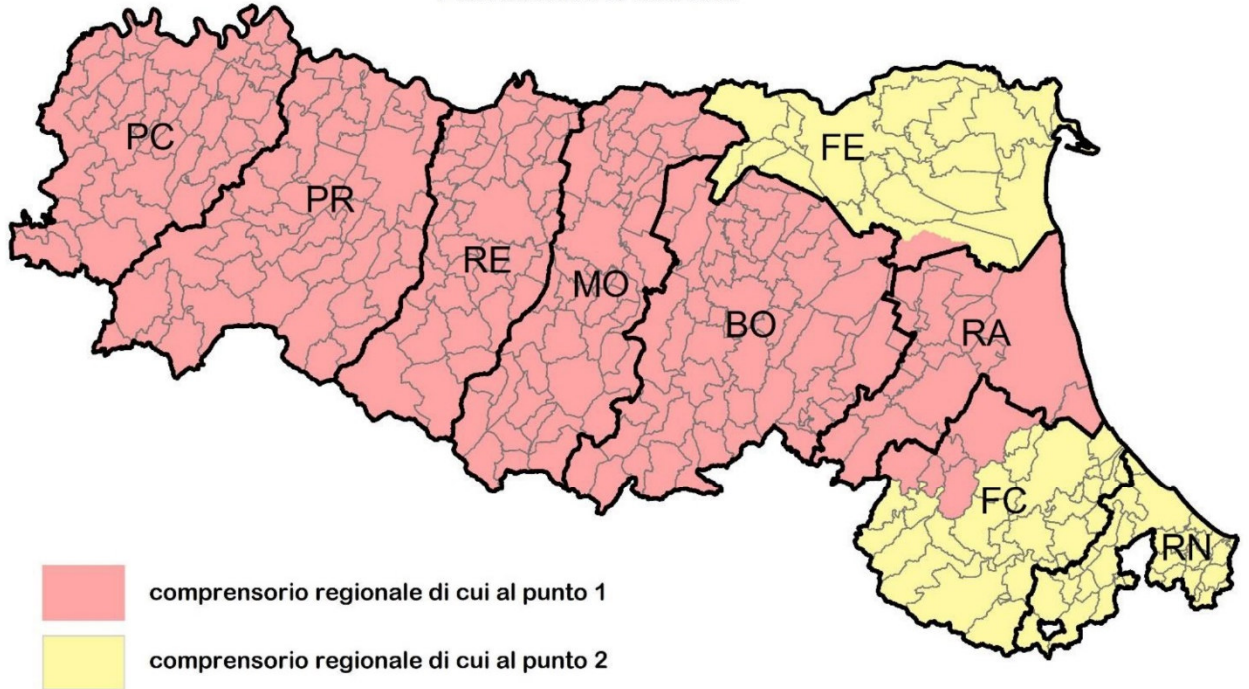 PC
PR
RE
MO
BO
FE
RA
FC
RN
comprensorio regionale di cui al punto 1
comprensorio regionale di cui al punto 2